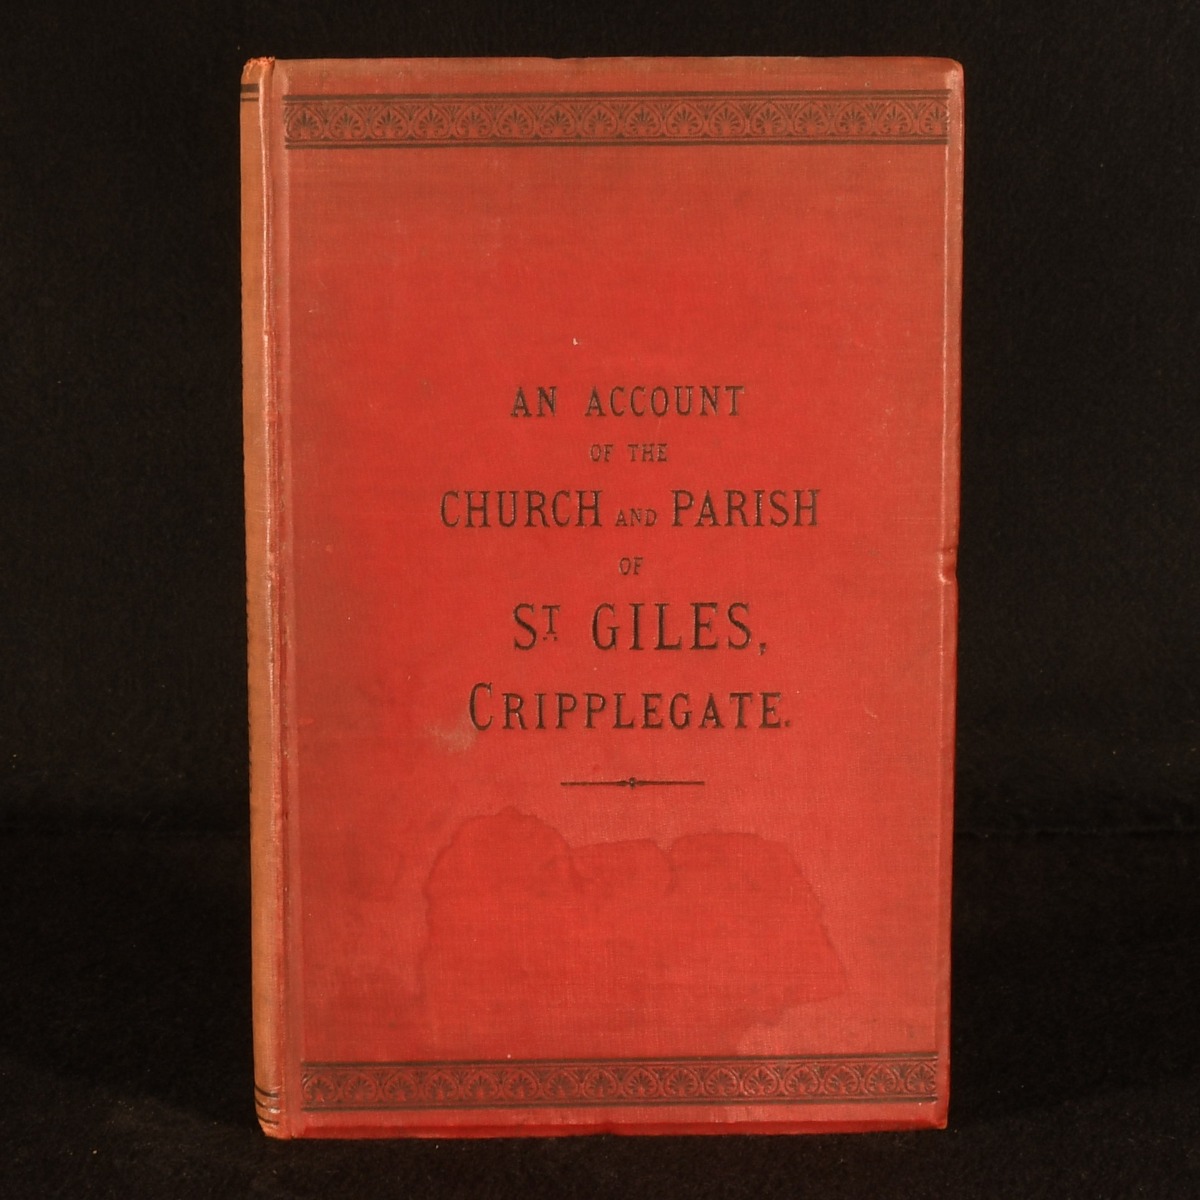 AN ACCOUNT
OF THE
CHURCH AND PARISH
OF
ST GILES,
CRIPPLEGATE.